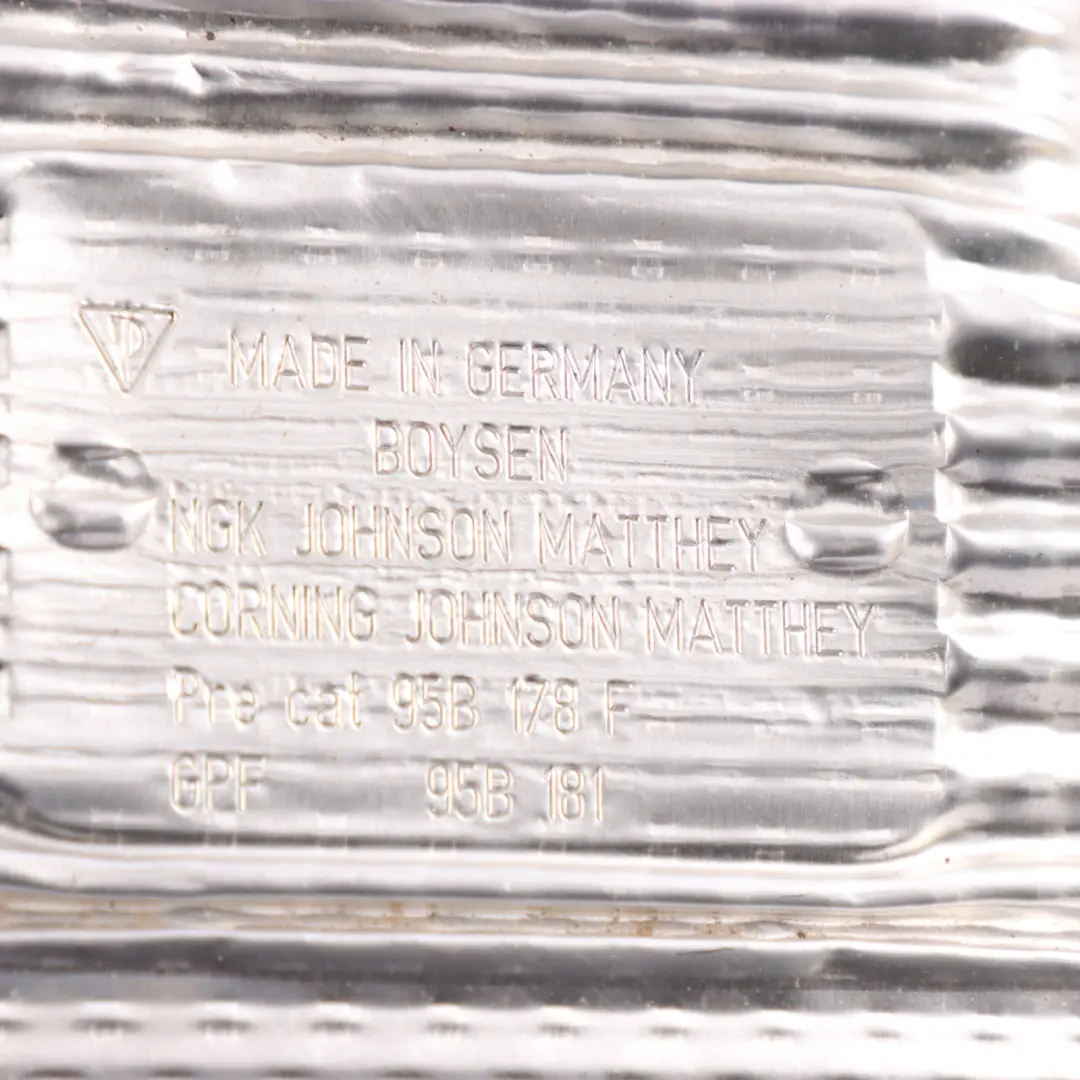 MADE IN GERMANY
BOYSEN
NGK JOHNSON MATTHEY
CORNING JOHNSON MATTHEY
Pre cat 95B 178 F
GPF 95B 181